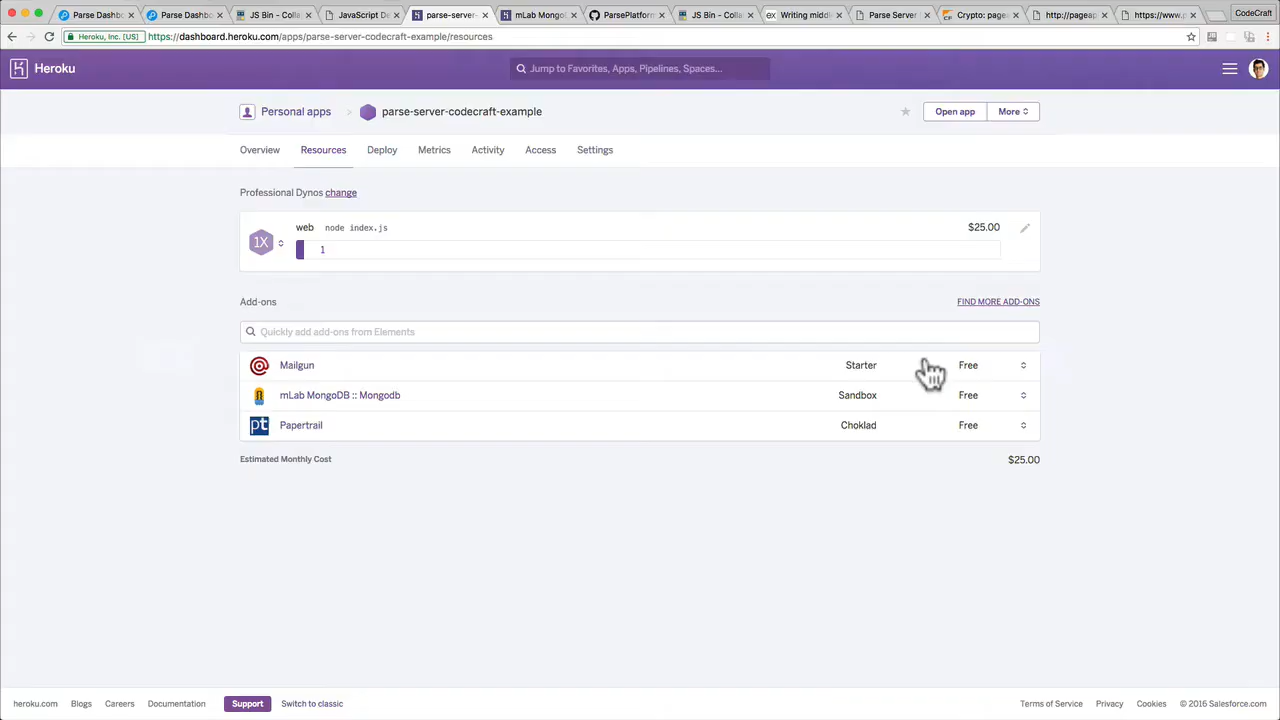 Parse Dashb
Parse Dashbo
JS Bin - Colla
JavaScript De
parse-server-
mLab MongoL
ParsePlatforn
JS Bin - Colla
Writing middl
Parse Server
Crypto: page
http://pageap
https://www.p
CodeCraft
Heroku, Inc. [US]
https://dashboard.heroku.com/apps/parse-server-codecraft-example/resources
Heroku
Jump to Favorites, Apps, Pipelines, Spaces...
Personal apps
parse-server-codecraft-example
Open app
More
Overview
Resources
Deploy
Metrics
Activity
Access
Settings
Professional Dynos change
1X
web node index.js
$25.00
1
Add-ons
FIND MORE ADD-ONS
Quickly add add-ons from Elements
Mailgun
Starter
Free
mLab MongoDB :: Mongodb
Sandbox
Free
pt
Papertrail
Choklad
Free
Estimated Monthly Cost
$25.00
heroku.com
Blogs
Careers
Documentation
Support
Switch to classic
Terms of Service
Privacy
Cookies
© 2016 Salesforce.com